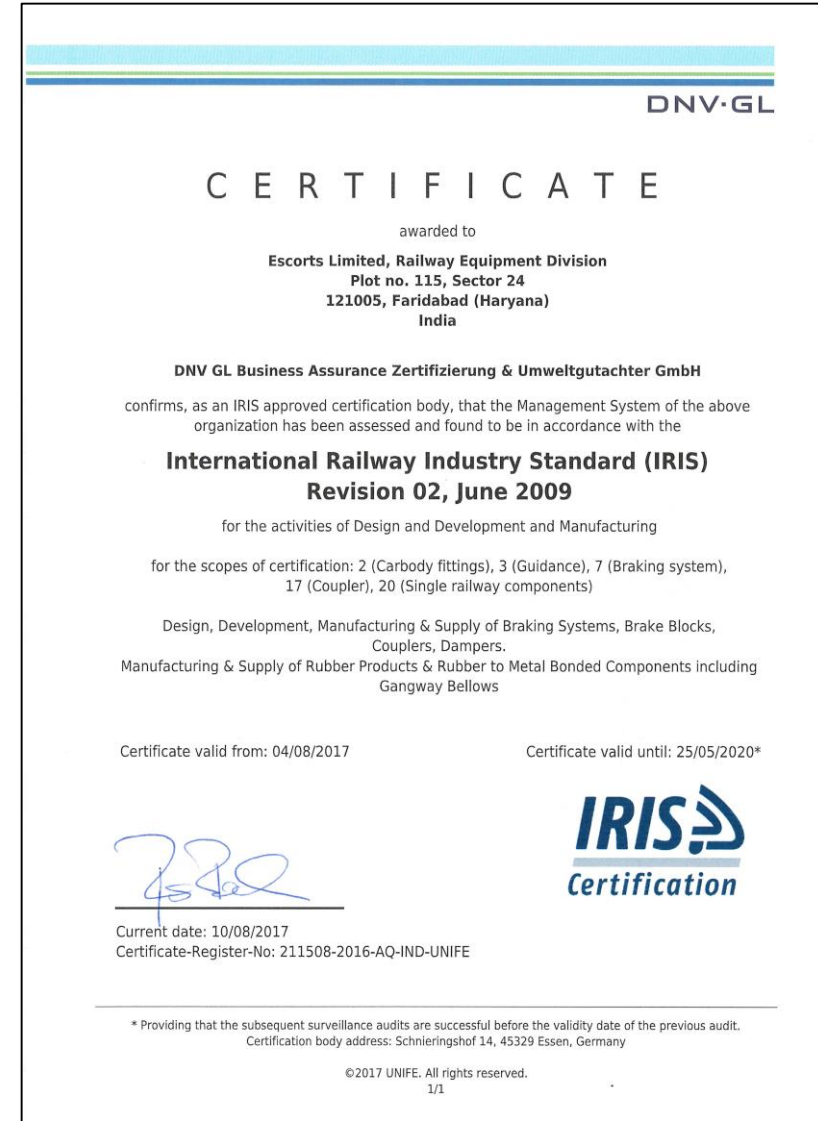 DNV·GL
CERTIFICATE
awarded to
Escorts Limited, Railway Equipment Division
Plot no. 115, Sector 24
121005, Faridabad (Haryana)
India
DNV GL Business Assurance Zertifizierung & Umweltgutachter GmbH
confirms, as an IRIS approved certification body, that the Management System of the above
organization has been assessed and found to be in accordance with the
International Railway Industry Standard (IRIS)
Revision 02, June 2009
for the activities of Design and Development and Manufacturing
for the scopes of certification: 2 (Carbody fittings), 3 (Guidance), 7 (Braking system),
17 (Coupler), 20 (Single railway components)
Design, Development, Manufacturing & Supply of Braking Systems, Brake Blocks,
Couplers, Dampers.
Manufacturing & Supply of Rubber Products & Rubber to Metal Bonded Components including
Gangway Bellows
Certificate valid from: 04/08/2017
Certificate valid until: 25/05/2020*
IRIS
Certification
Current date: 10/08/2017
Certificate-Register-No: 211508-2016-AQ-IND-UNIFE
* Providing that the subsequent surveillance audits are successful before the validity date of the previous audit.
Certification body address: Schnieringshof 14, 45329 Essen, Germany
©2017 UNIFE. All rights reserved.
1/1